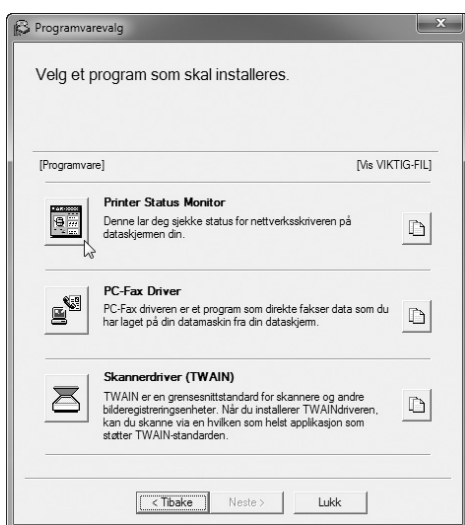 Programvarevalg
Velg et program som skal installeres.
[Programvare] [Vis VIKTIG-FIL]
Printer Status Monitor
Denne lar deg sjekke status for nettverksskriveren på
dataskjermen din.
PC-Fax Driver
PC-Fax driveren er et program som direkte fakser data som du
har laget på din datamaskin fra din dataskjerm.
Skannerdriver (TWAIN)
TWAIN er en grensesnittstandard for skannere og andre
bilderegistreringsenheter. Når du installerer TWAINdriveren,
kan du skanne via en hvilken som helst applikasjon som
støtter TWAIN-standarden.
< Tibake Neste > Lukk